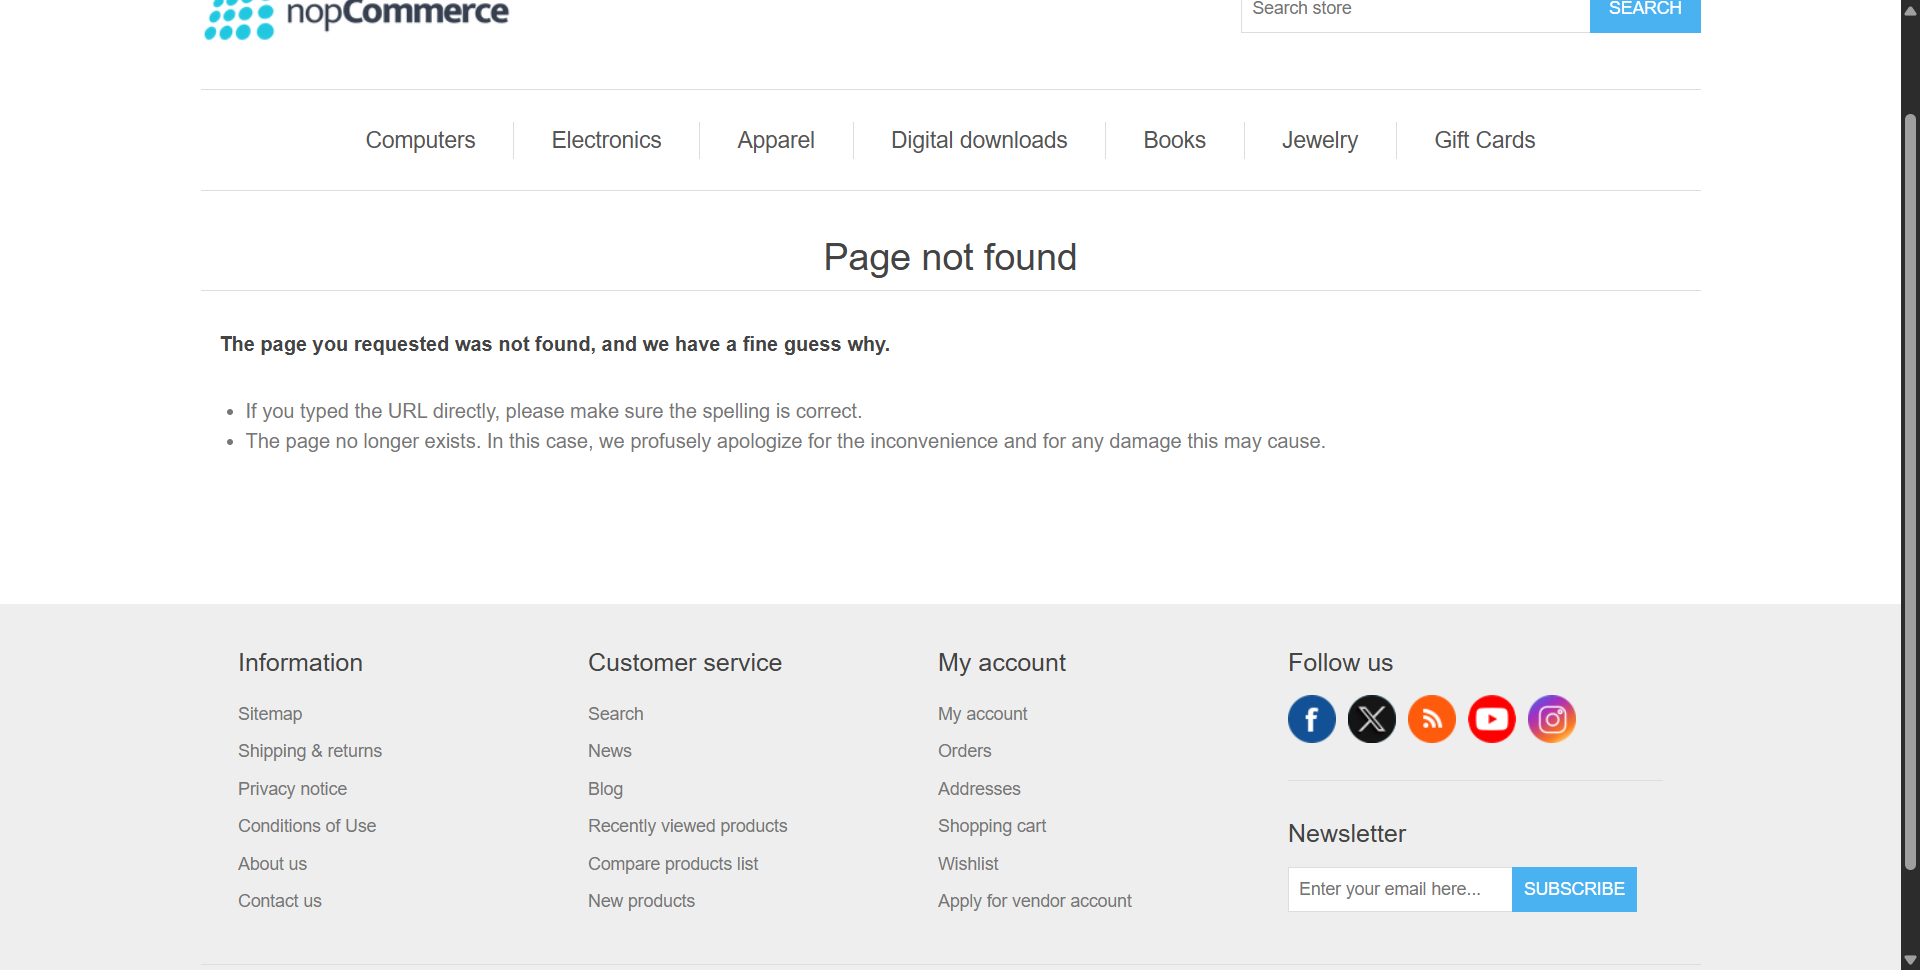 nopCommerce
Search store
SEARCH
Computers
Electronics
Apparel
Digital downloads
Books
Jewelry
Gift Cards
Page not found
The page you requested was not found, and we have a fine guess why.
• If you typed the URL directly, please make sure the spelling is correct.
• The page no longer exists. In this case, we profusely apologize for the inconvenience and for any damage this may cause.
Information
Sitemap
Shipping & returns
Privacy notice
Conditions of Use
About us
Contact us
Customer service
Search
News
Blog
Recently viewed products
Compare products list
New products
My account
My account
Orders
Addresses
Shopping cart
Wishlist
Apply for vendor account
Follow us
Newsletter
Enter your email here...
SUBSCRIBE